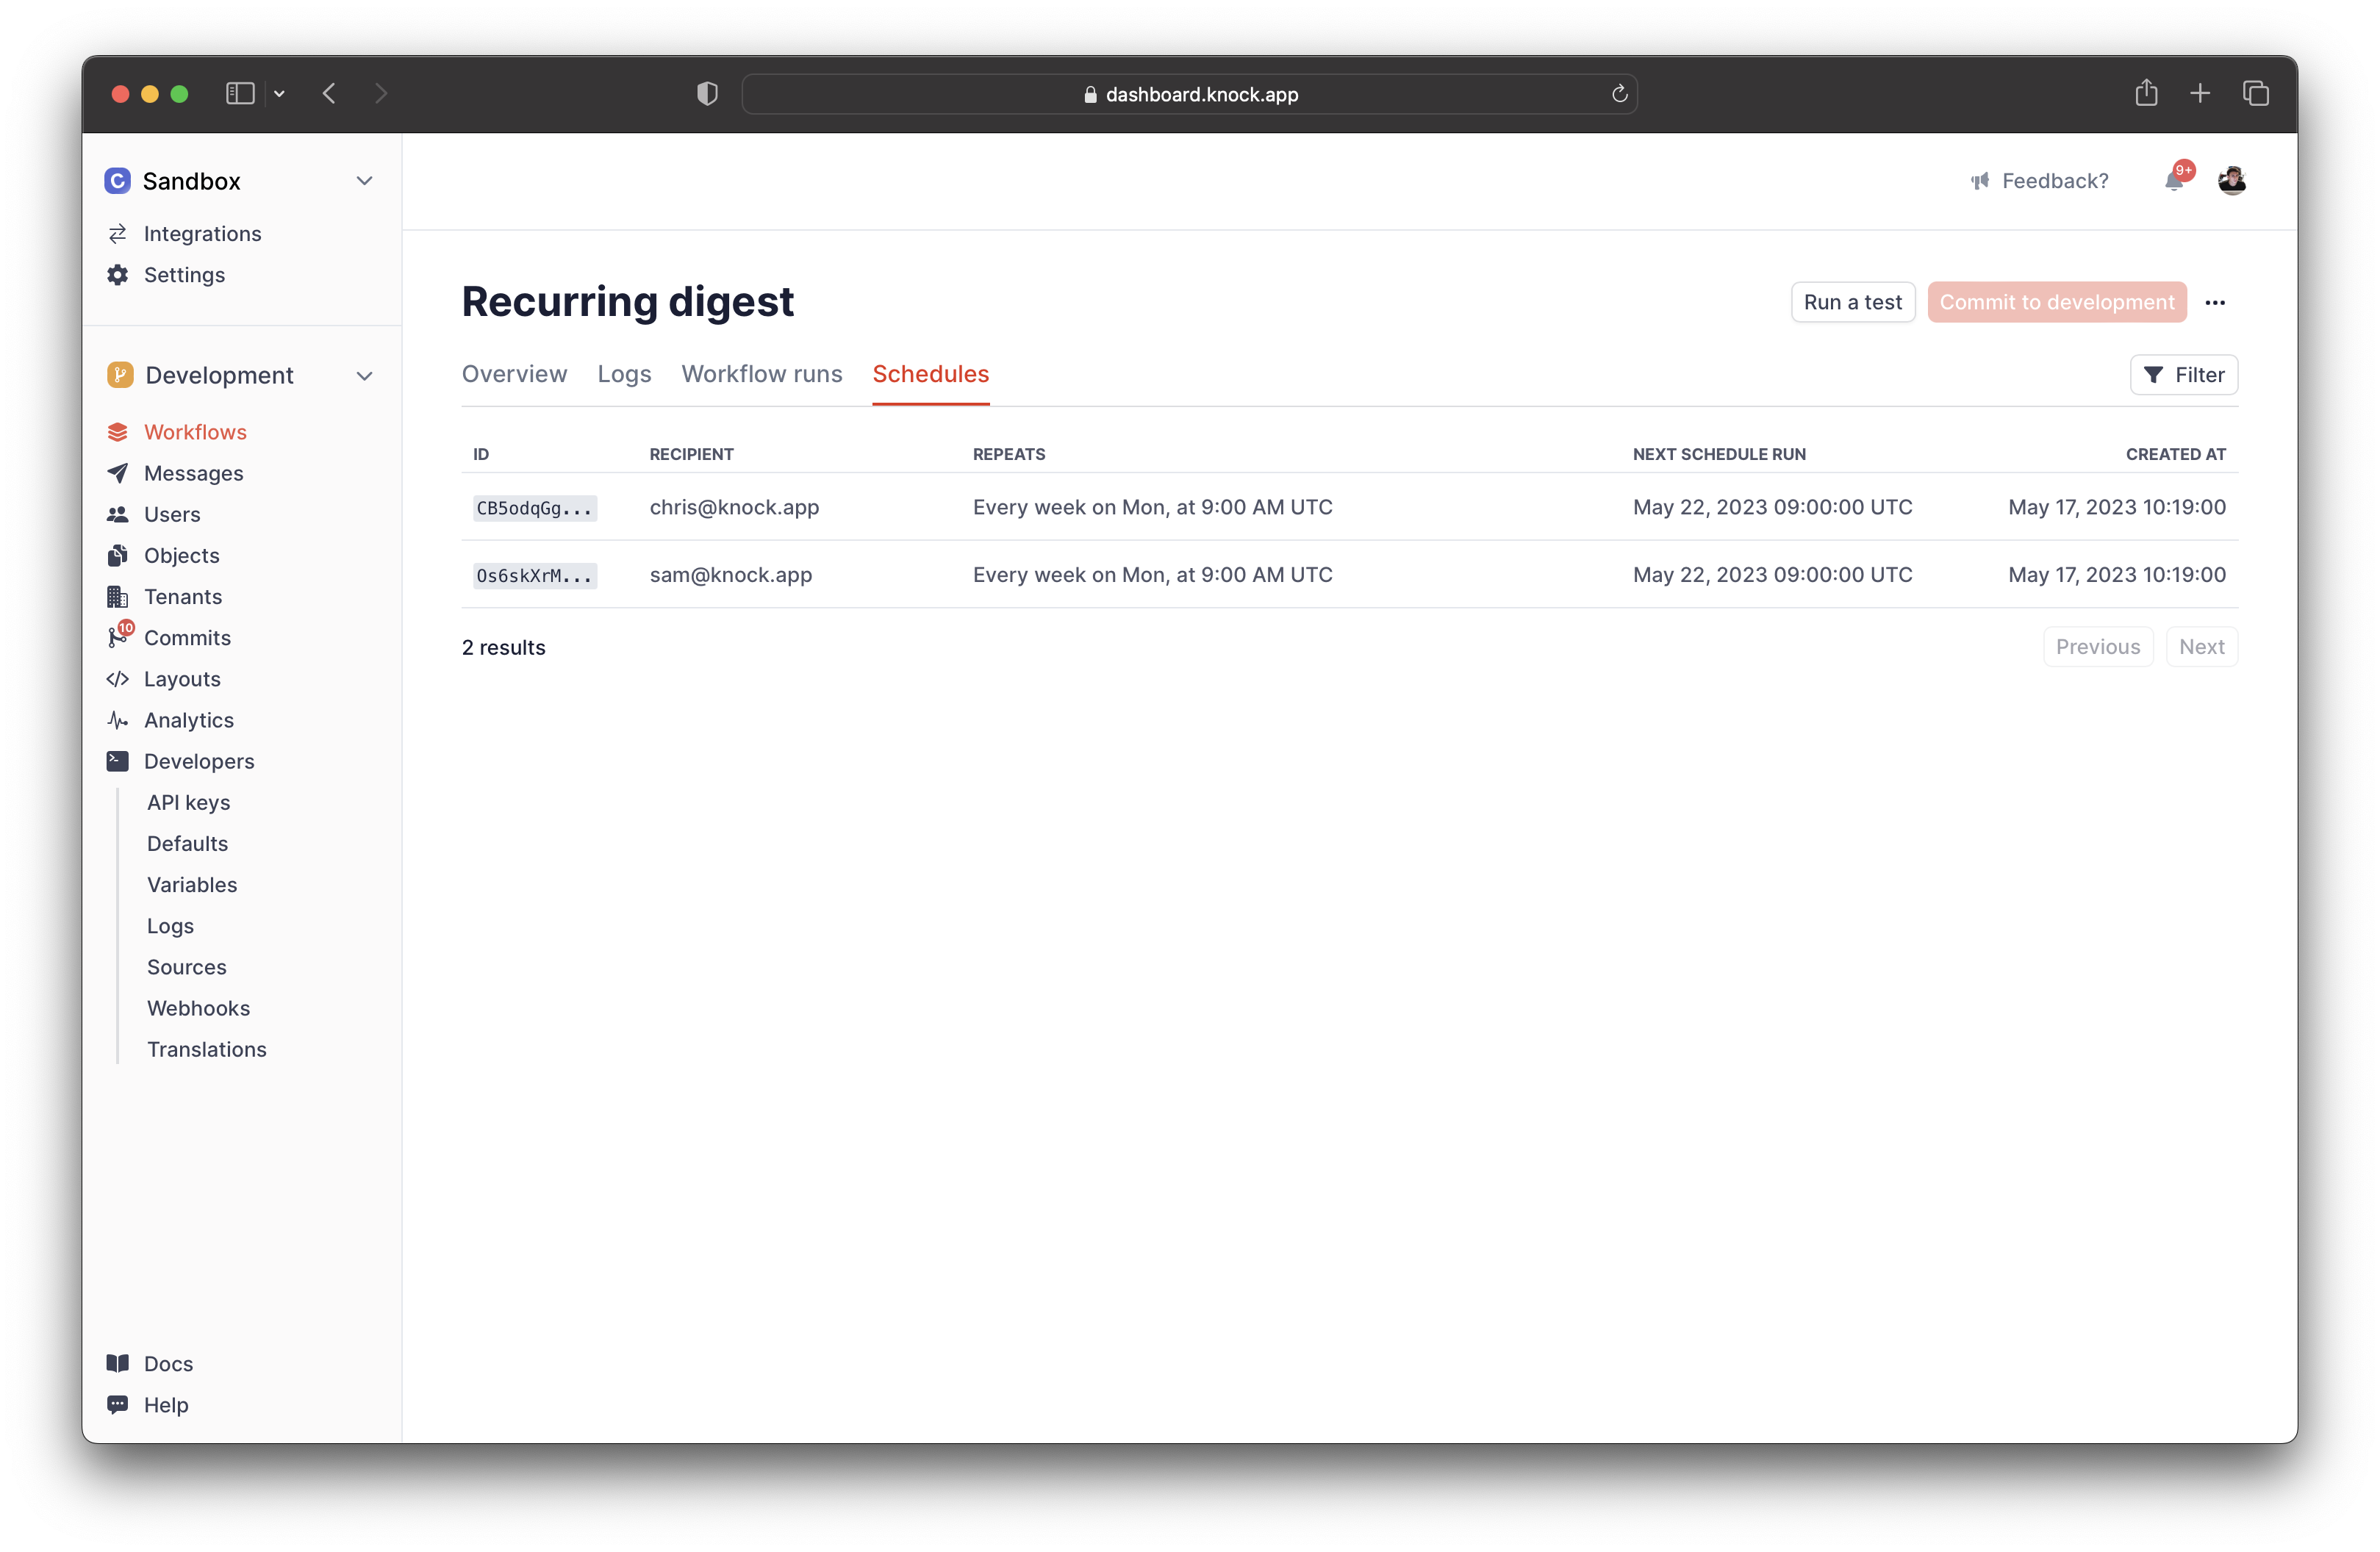 dashboard.knock.app
C Sandbox
Integrations
Settings
Development
Workflows
Messages
Users
Objects
Tenants
10
Commits
Layouts
Analytics
Developers
API keys
Defaults
Variables
Logs
Sources
Webhooks
Translations
Docs
Help
Feedback?
9+
Recurring digest
Run a test
Commit to development
Overview Logs Workflow runs Schedules
Filter
ID RECIPIENT REPEATS NEXT SCHEDULE RUN CREATED AT
CB5odqGg... chris@knock.app Every week on Mon, at 9:00 AM UTC May 22, 2023 09:00:00 UTC May 17, 2023 10:19:00
Os6skXrM... sam@knock.app Every week on Mon, at 9:00 AM UTC May 22, 2023 09:00:00 UTC May 17, 2023 10:19:00
2 results
Previous Next